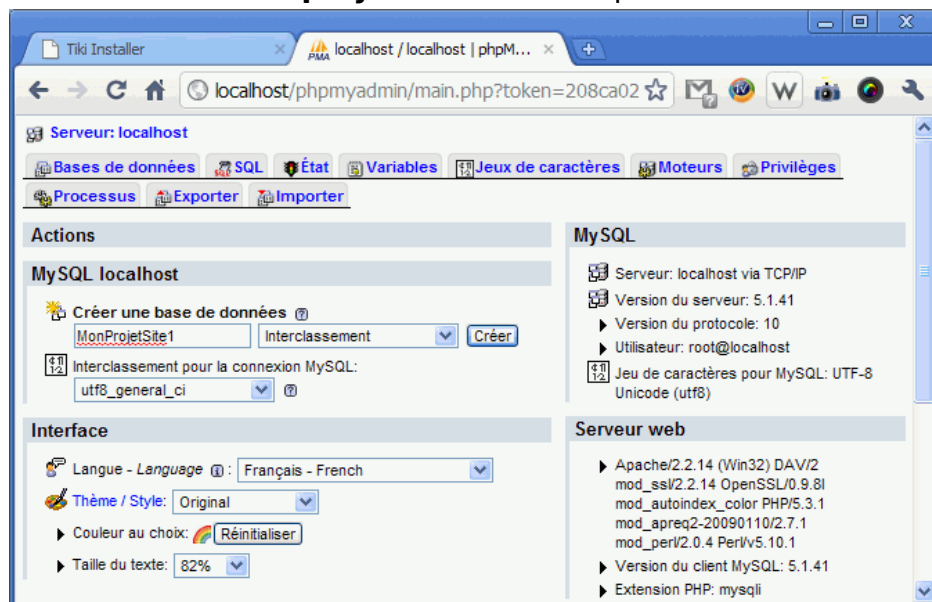 Tiki Installer
localhost / localhost | phpM...
localhost/phpmyadmin/main.php?token=208ca02
Serveur: localhost
Bases de données SQL État Variables Jeux de caractères Moteurs Privilèges
Processus Exporter Importer
Actions
MySQL localhost
Créer une base de données
MonProjetSite1 Interclassement Créer
Interclassement pour la connexion MySQL:
utf8_general_ci
Interface
Langue - Language : Français - French
Thème / Style: Original
Couleur au choix: Réinitialiser
Taille du texte: 82%
MySQL
Serveur: localhost via TCP/IP
Version du serveur: 5.1.41
Version du protocole: 10
Utilisateur: root@localhost
Jeu de caractères pour MySQL: UTF-8
Unicode (utf8)
Serveur web
Apache/2.2.14 (Win32) DAV/2
mod_ssl/2.2.14 OpenSSL/0.9.8l
mod_autoindex_color PHP/5.3.1
mod_apreq2-20090110/2.7.1
mod_perl/2.0.4 Perl/v5.10.1
Version du client MySQL: 5.1.41
Extension PHP: mysqli